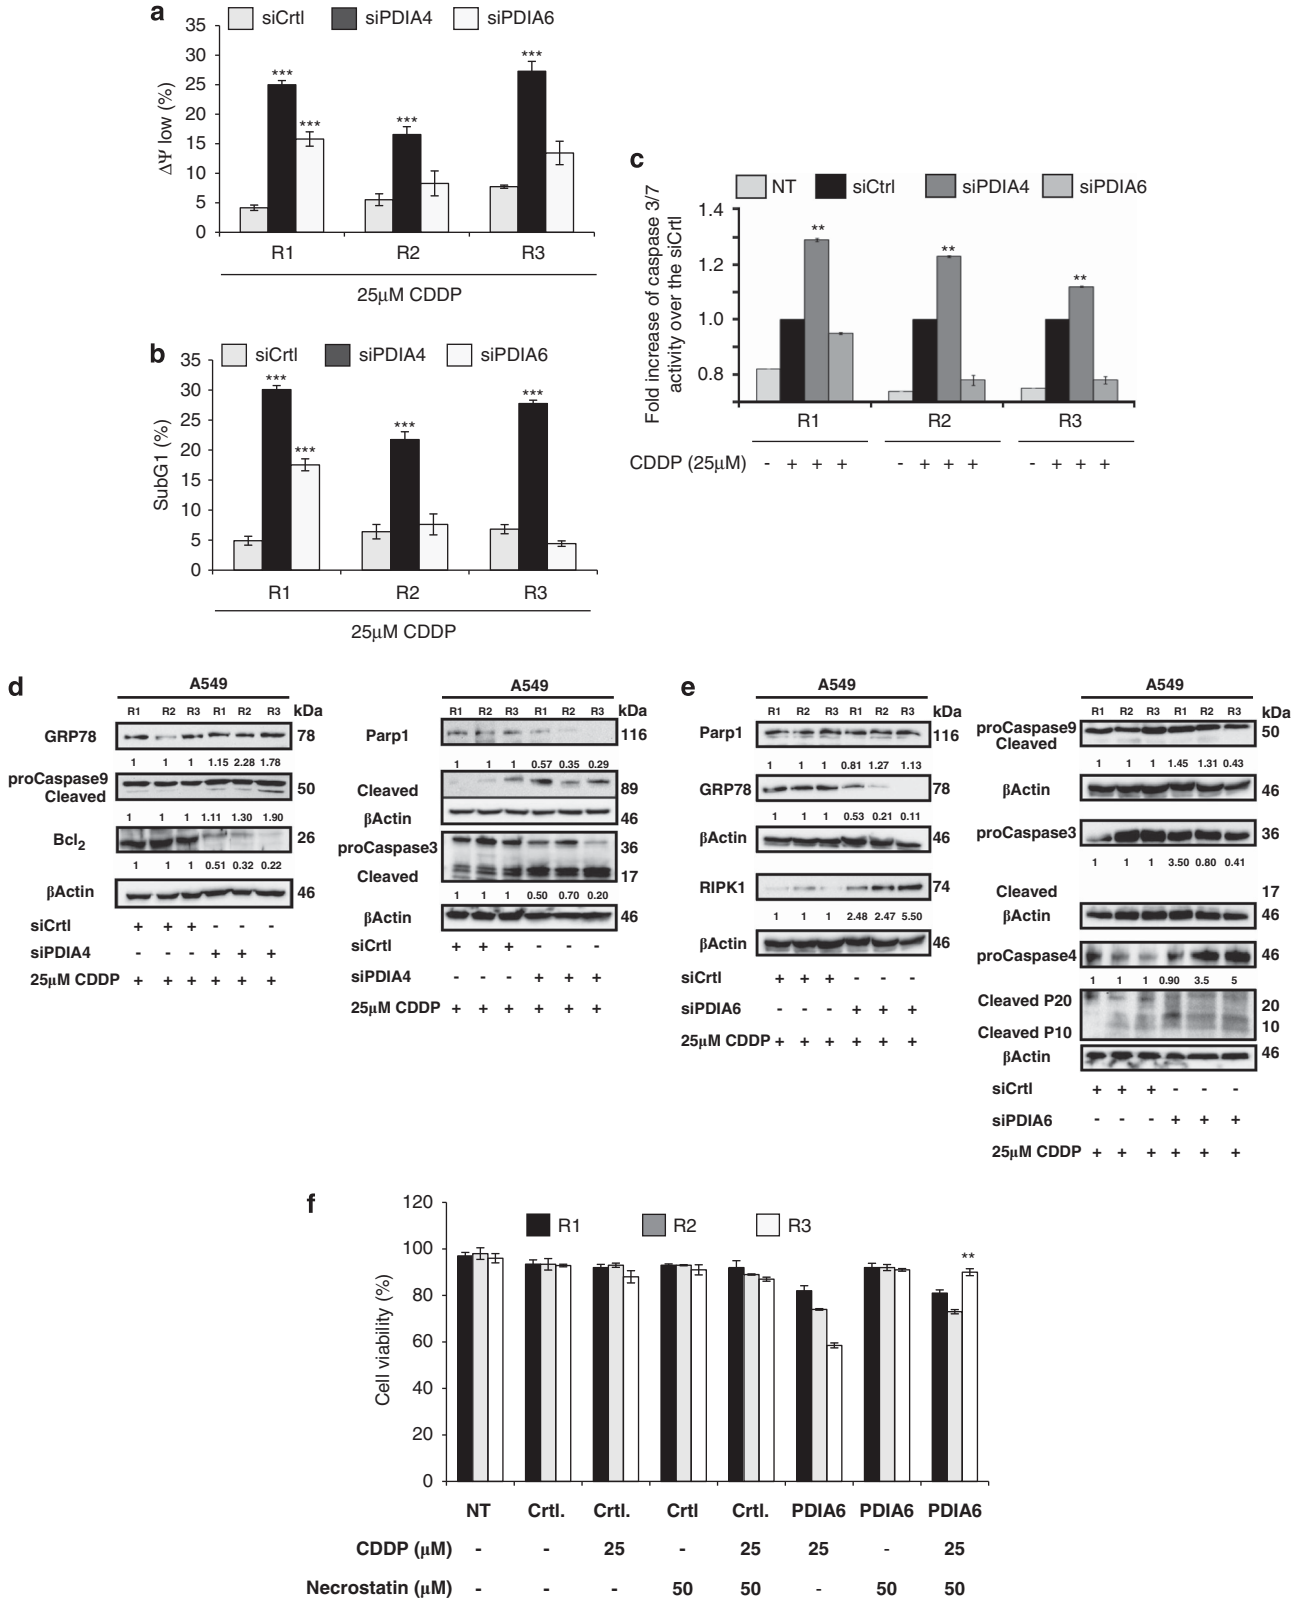 a
siCrtl siPDIA4 siPDIA6
ΔΨ low (%)
35
30
25
20
15
10
5
0
*** *** *** ***
R1 R2 R3
25µM CDDP
b
siCrtl siPDIA4 siPDIA6
SubG1 (%)
35
30
25
20
15
10
5
0
*** *** *** ***
R1 R2 R3
25µM CDDP
c
NT siCtrl siPDIA4 siPDIA6
Fold increase of caspase 3/7
activity over the siCrtl
1.4
1.2
1.0
0.8
** ** **
R1 R2 R3
CDDP (25µM) - + + + - + + + - + + +
d
A549
R1 R2 R3 R1 R2 R3 kDa
GRP78 78
1 1 1 1.15 2.28 1.78
proCaspase9
Cleaved 50
1 1 1 1.11 1.30 1.90
Bcl2 26
1 1 1 0.51 0.32 0.22
βActin 46
siCrtl + + + - - -
siPDIA4 - - - + + +
25µM CDDP + + + + + +
A549
R1 R2 R3 R1 R2 R3 kDa
Parp1 116
1 1 1 0.57 0.35 0.29
Cleaved 89
βActin 46
proCaspase3 36
Cleaved 17
1 1 1 0.50 0.70 0.20
βActin 46
siCrtl + + + - - -
siPDIA4 - - - + + +
25µM CDDP + + + + + +
e
A549
R1 R2 R3 R1 R2 R3 kDa
Parp1 116
1 1 1 0.81 1.27 1.13
GRP78 78
1 1 1 0.53 0.21 0.11
βActin 46
RIPK1 74
1 1 1 2.48 2.47 5.50
βActin 46
siCrtl + + + - - -
siPDIA6 - - - + + +
25µM CDDP + + + + + +
A549
R1 R2 R3 R1 R2 R3 kDa
proCaspase9 50
Cleaved
1 1 1 1.45 1.31 0.43
βActin 46
proCaspase3 36
1 1 1 3.50 0.80 0.41
Cleaved 17
βActin 46
proCaspase4 46
1 1 1 0.90 3.5 5
Cleaved P20 20
Cleaved P10 10
βActin 46
siCrtl + + + - - -
siPDIA6 - - - + + +
25µM CDDP + + + + + +
f
R1 R2 R3
Cell viability (%)
120
100
80
60
40
20
0
**
NT Crtl. Crtl. Crtl Crtl. PDIA6 PDIA6 PDIA6
CDDP (µM) - - 25 - 25 25 - 25
Necrostatin (µM) - - - 50 50 - 50 50